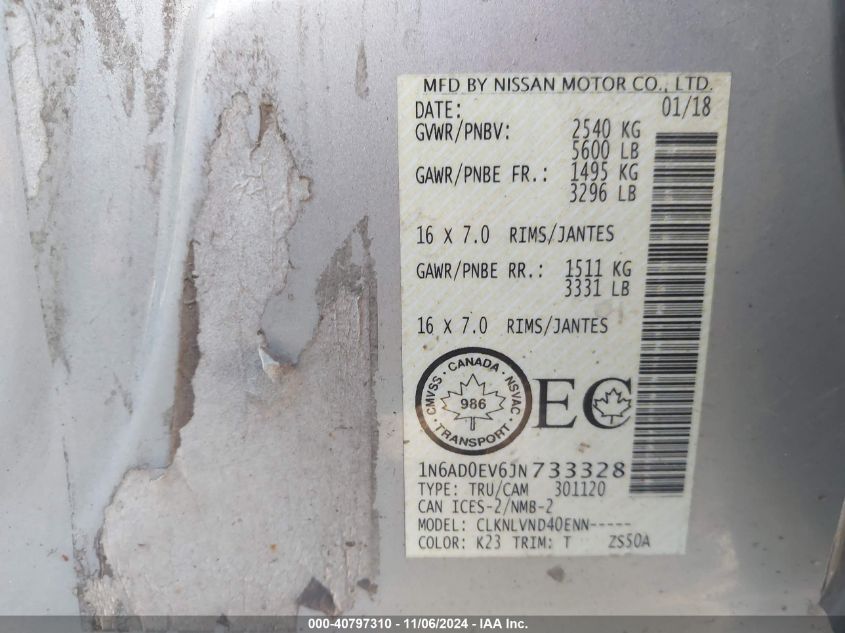 MFD BY NISSAN MOTOR CO., LTD.
DATE: 01/18
GVWR/PNBV: 2540 KG
5600 LB
GAWR/PNBE FR.: 1495 KG
3296 LB
16 X 7.0 RIMS/JANTES
GAWR/PNBE RR.: 1511 KG
3331 LB
16 X 7.0 RIMS/JANTES
CMVSS · CANADA · NSVAC · TRANSPORT ·
986
EC
1N6AD0EV6JN733328
TYPE: TRU/CAM 301120
CAN ICES-2/NMB-2
MODEL: CLKNLVND40ENN-----
COLOR: K23 TRIM: T ZS50A
000-40797310 - 11/06/2024 - IAA Inc.